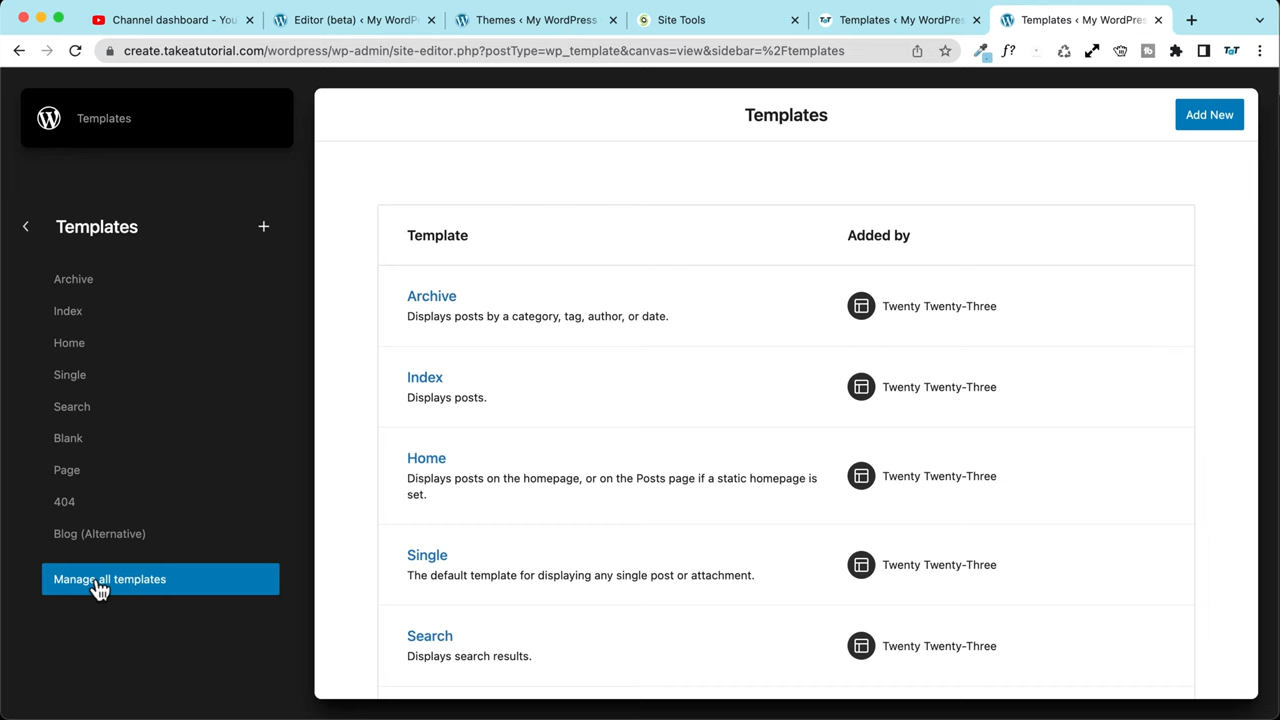 Channel dashboard - You
Editor (beta) ‹ My WordP
Themes ‹ My WordPress
Site Tools
Templates ‹ My WordPres
Templates ‹ My WordPres
create.takeatutorial.com/wordpress/wp-admin/site-editor.php?postType=wp_template&canvas=view&sidebar=%2Ftemplates
f?
TOT
Templates
Templates
Add New
Templates
Archive
Index
Home
Single
Search
Blank
Page
404
Blog (Alternative)
Manage all templates
Template
Added by
Archive
Displays posts by a category, tag, author, or date.
Twenty Twenty-Three
Index
Displays posts.
Twenty Twenty-Three
Home
Displays posts on the homepage, or on the Posts page if a static homepage is
set.
Twenty Twenty-Three
Single
The default template for displaying any single post or attachment.
Twenty Twenty-Three
Search
Displays search results.
Twenty Twenty-Three